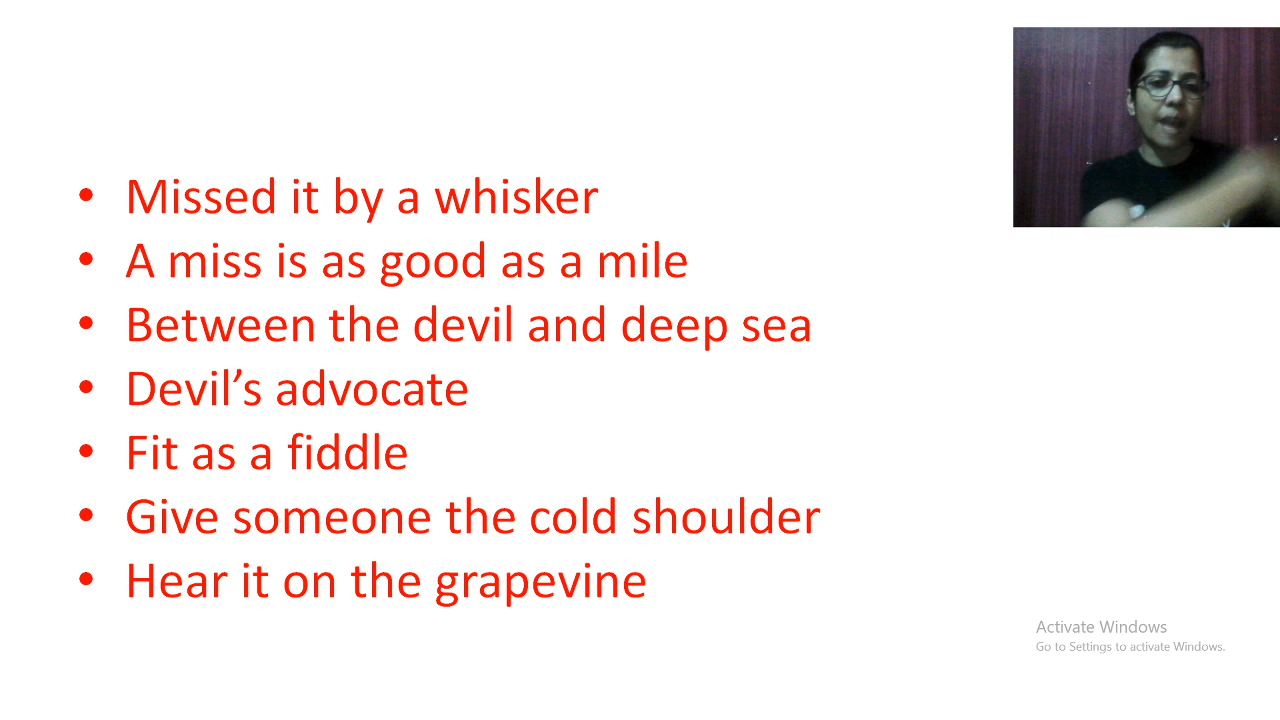 • Missed it by a whisker
• A miss is as good as a mile
• Between the devil and deep sea
• Devil’s advocate
• Fit as a fiddle
• Give someone the cold shoulder
• Hear it on the grapevine
Activate Windows
Go to Settings to activate Windows.